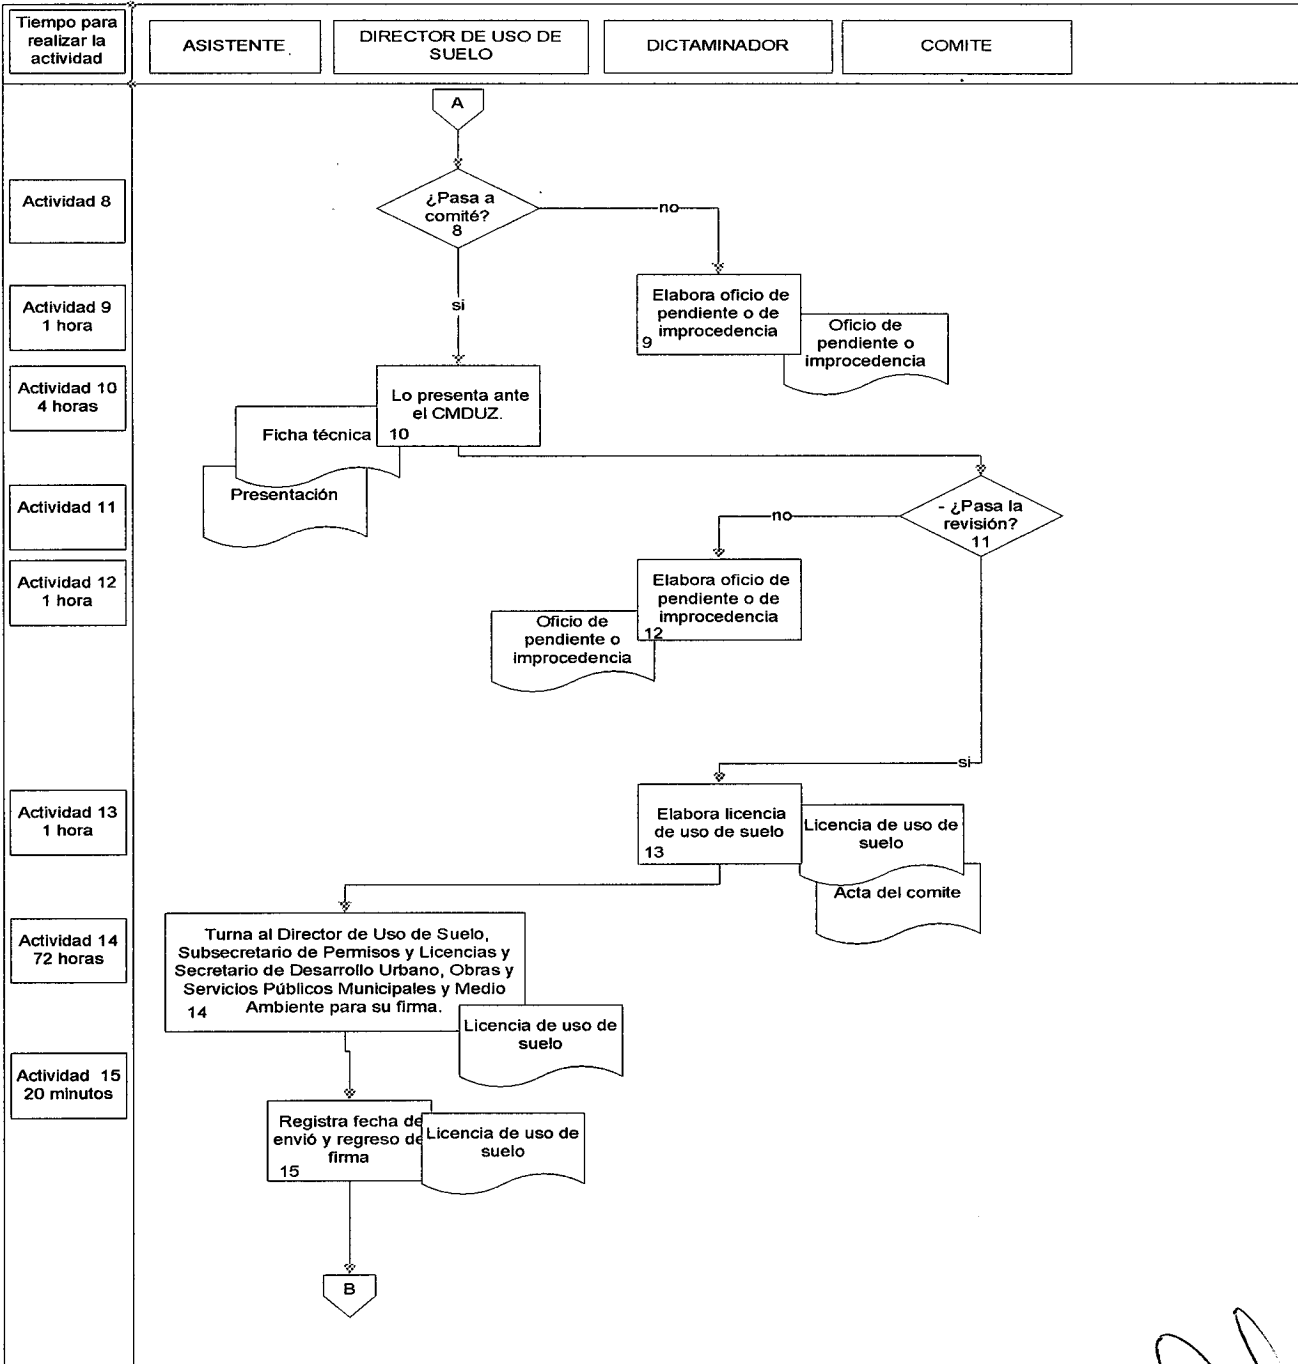 Tiempo para
realizar la
actividad
ASISTENTE
DIRECTOR DE USO DE
SUELO
DICTAMINADOR
COMITE
A
Actividad 8
¿Pasa a
comité?
8
no
si
Actividad 9
1 hora
Elabora oficio de
pendiente o de
improcedencia
9
Oficio de
pendiente o
improcedencia
Actividad 10
4 horas
Lo presenta ante
el CMDUZ.
10
Ficha técnica
Presentación
Actividad 11
- ¿Pasa la
revisión?
11
no
Actividad 12
1 hora
Elabora oficio de
pendiente o de
improcedencia
12
Oficio de
pendiente o
improcedencia
si
Actividad 13
1 hora
Elabora licencia
de uso de suelo
13
Licencia de uso de
suelo
Acta del comite
Actividad 14
72 horas
Turna al Director de Uso de Suelo,
Subsecretario de Permisos y Licencias y
Secretario de Desarrollo Urbano, Obras y
Servicios Públicos Municipales y Medio
Ambiente para su firma.
14
Licencia de uso de
suelo
Actividad 15
20 minutos
Registra fecha de
envió y regreso de
firma
15
Licencia de uso de
suelo
B